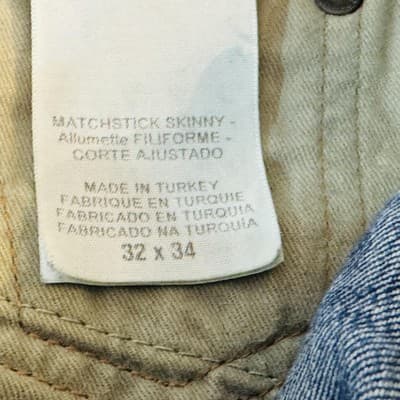 MATCHSTICK SKINNY -
Allumette FILIFORME -
CORTE AJUSTADO
MADE IN TURKEY
FABRIQUE EN TURQUIE
FABRICADO EN TURQUIA
FABRICADO NA TURQUIA
32 x 34